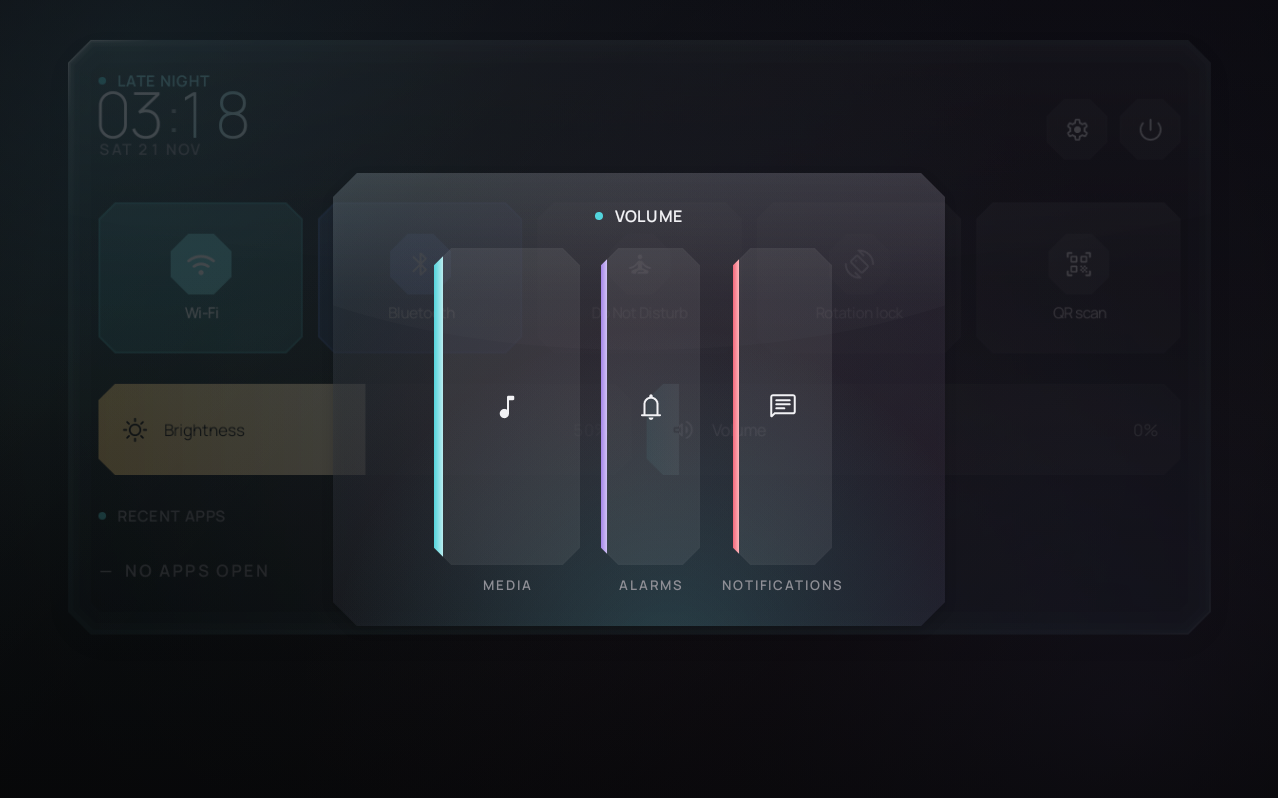 LATE NIGHT
03:18
SAT 21 NOV
VOLUME
Wi-Fi
Bluetooth
Do Not Disturb
Rotation lock
QR scan
Brightness
Volume
0%
RECENT APPS
NO APPS OPEN
MEDIA
ALARMS
NOTIFICATIONS